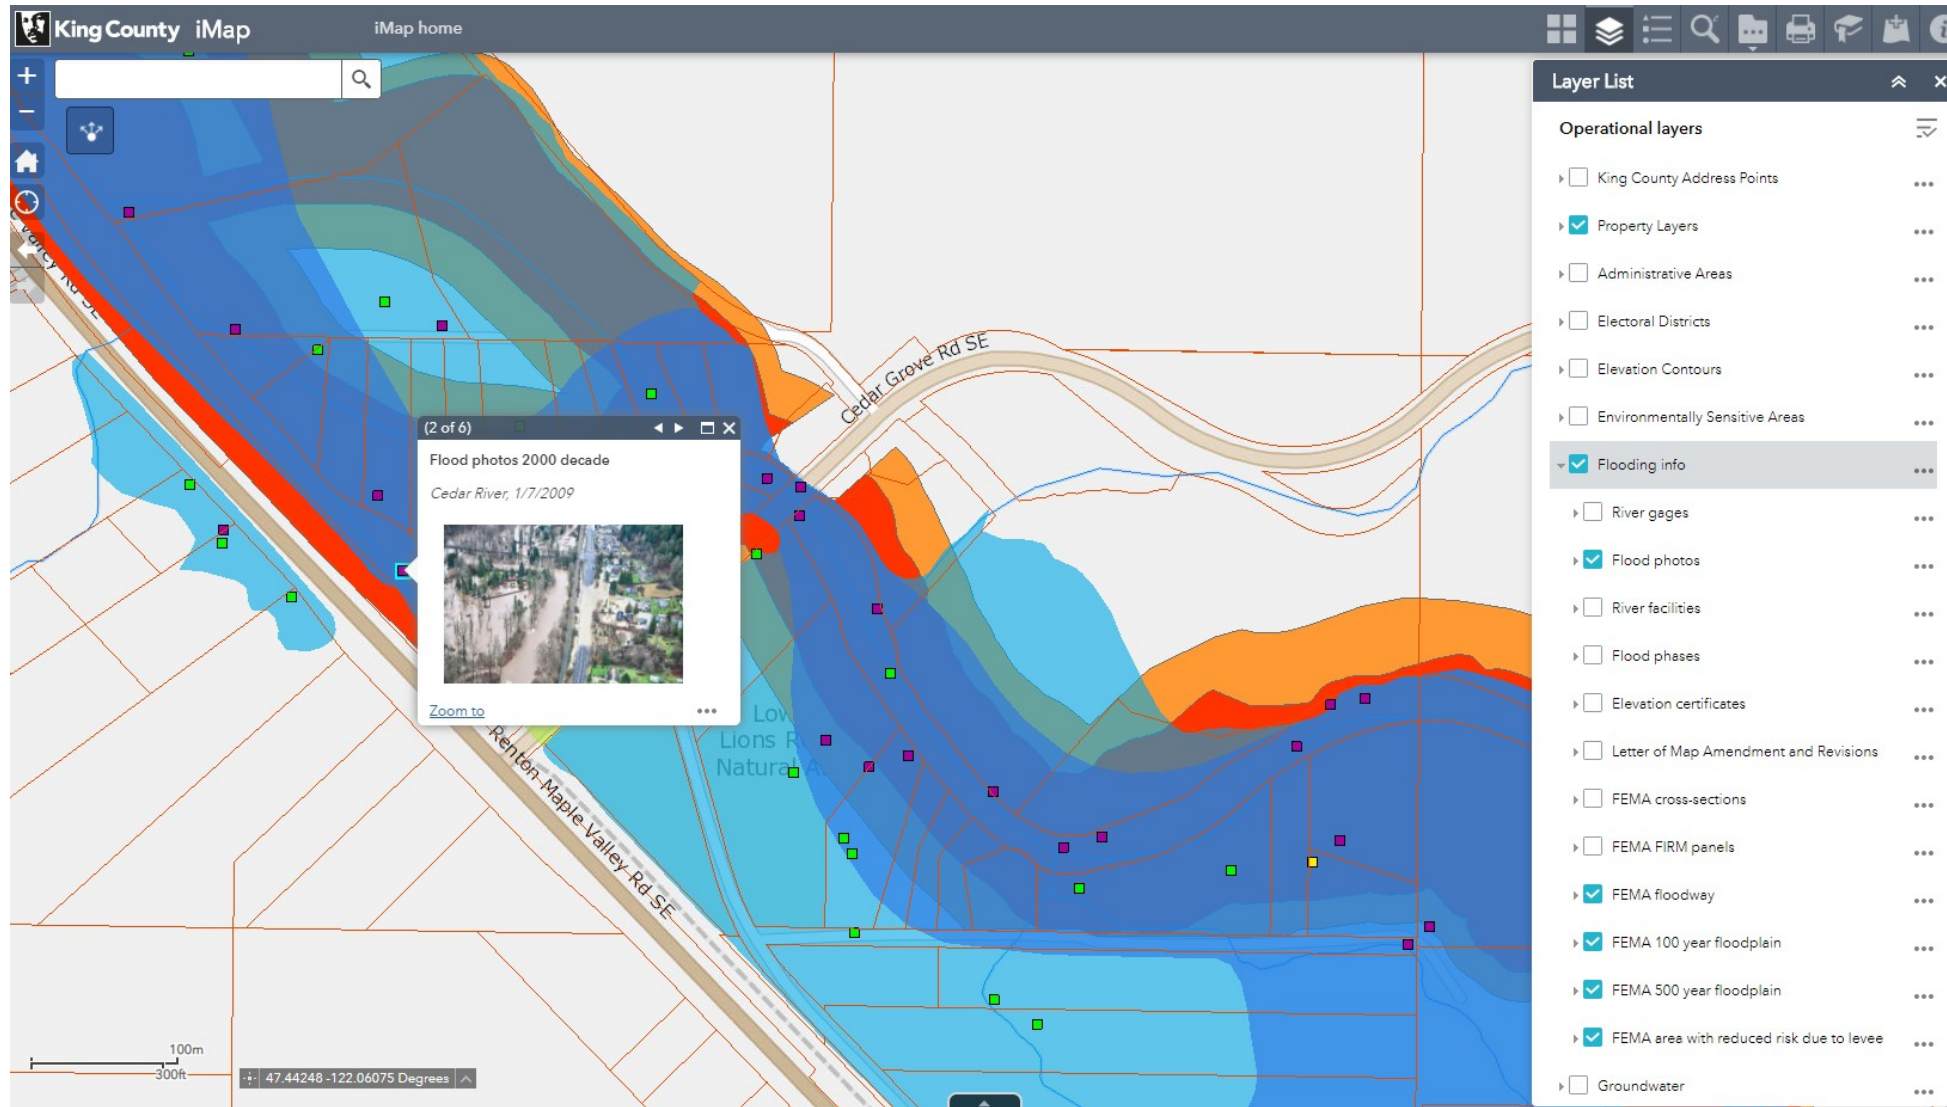 King County iMap
iMap home
Layer List
Operational layers
King County Address Points
Property Layers
Administrative Areas
Electoral Districts
Elevation Contours
Environmentally Sensitive Areas
Flooding info
River gages
Flood photos
River facilities
Flood phases
Elevation certificates
Letter of Map Amendment and Revisions
FEMA cross-sections
FEMA FIRM panels
FEMA floodway
FEMA 100 year floodplain
FEMA 500 year floodplain
FEMA area with reduced risk due to levee
Groundwater
Valley Rd SE
Cedar Grove Rd SE
(2 of 6)
Flood photos 2000 decade
Cedar River, 1/7/2009
Zoom to
Lions
Natural
Renton Maple Valley Rd SE
100m
300ft
47.44248 -122.06075 Degrees